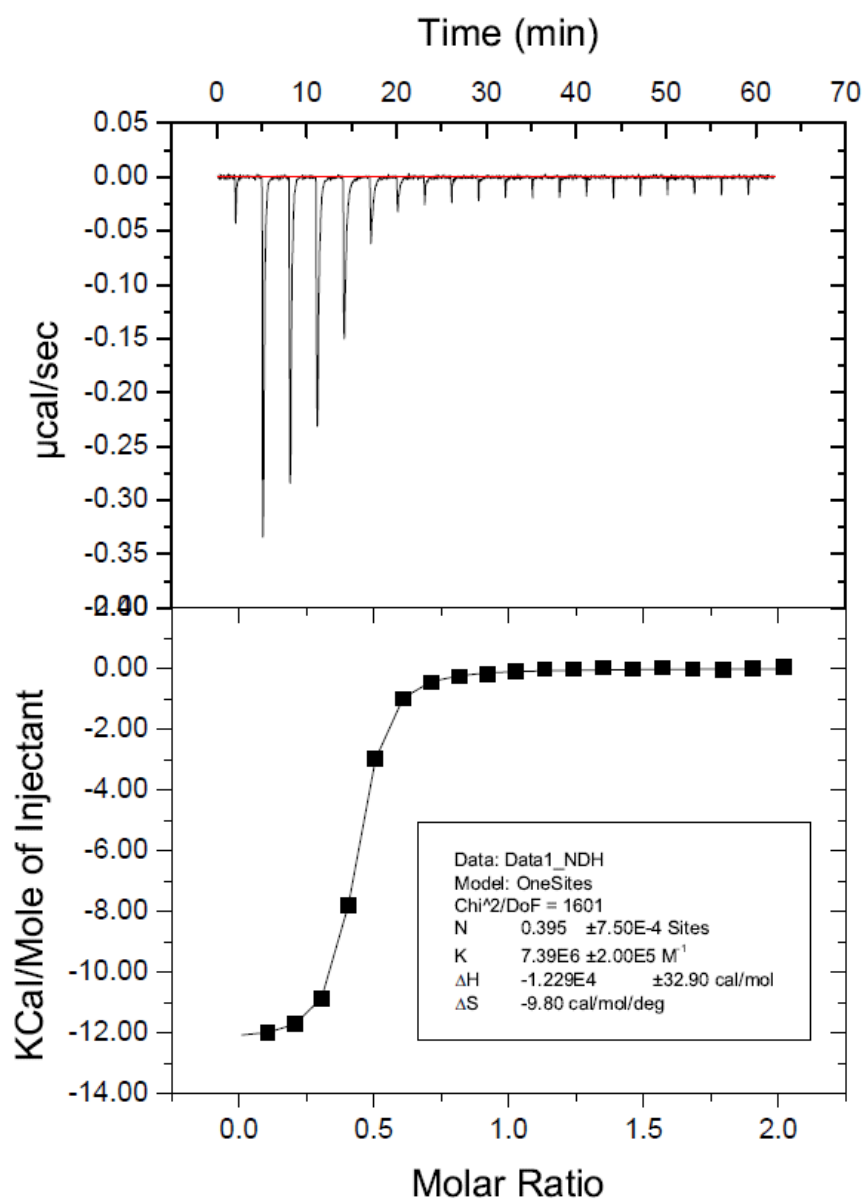 Time (min)
0 10 20 30 40 50 60 70
0.05
0.00
-0.05
-0.10
-0.15
-0.20
-0.25
-0.30
-0.35
µcal/sec
0.00
-2.00
-4.00
-6.00
-8.00
-10.00
-12.00
-14.00
KCal/Mole of Injectant
Data: Data1_NDH
Model: OneSites
Chi^2/DoF = 1601
N 0.395 ±7.50E-4 Sites
K 7.39E6 ±2.00E5 M⁻¹
ΔH -1.229E4 ±32.90 cal/mol
ΔS -9.80 cal/mol/deg
0.0 0.5 1.0 1.5 2.0
Molar Ratio